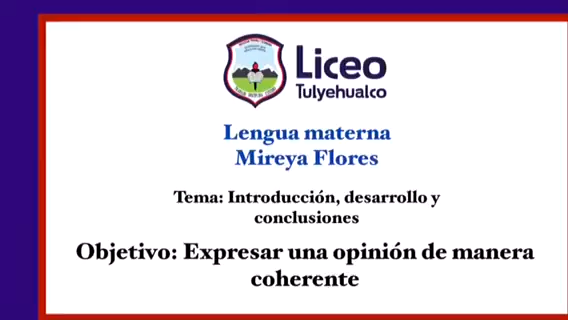 Liceo
Tulyehualco
Lengua materna
Mireya Flores
Tema: Introducción, desarrollo y
conclusiones
Objetivo: Expresar una opinión de manera
coherente